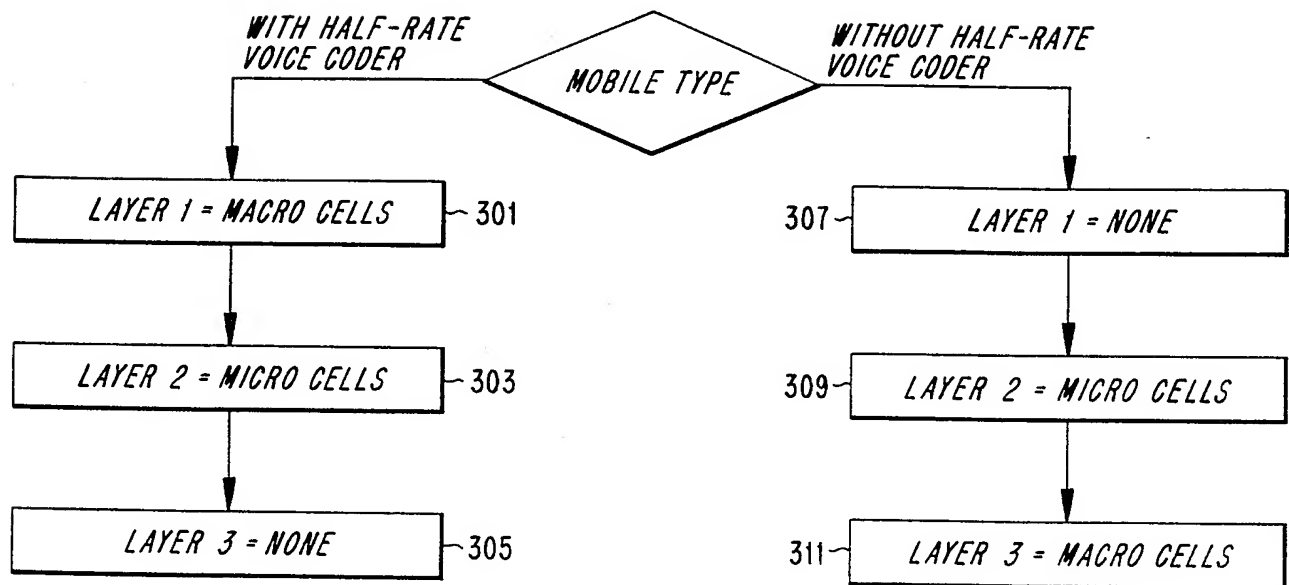 WITH HALF-RATE
VOICE CODER
MOBILE TYPE
WITHOUT HALF-RATE
VOICE CODER
LAYER 1 = MACRO CELLS
301
307
LAYER 1 = NONE
LAYER 2 = MICRO CELLS
303
309
LAYER 2 = MICRO CELLS
LAYER 3 = NONE
305
311
LAYER 3 = MACRO CELLS